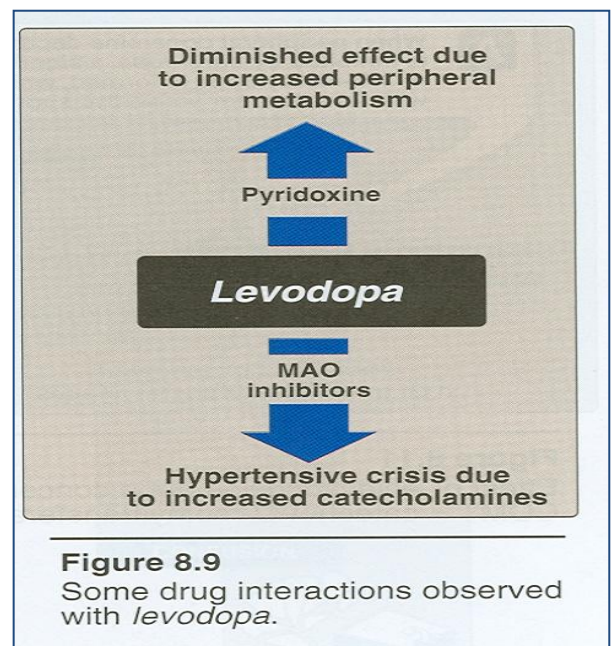 Diminished effect due
to increased peripheral
metabolism
Pyridoxine
Levodopa
MAO
inhibitors
Hypertensive crisis due
to increased catecholamines
Figure 8.9
Some drug interactions observed
with levodopa.